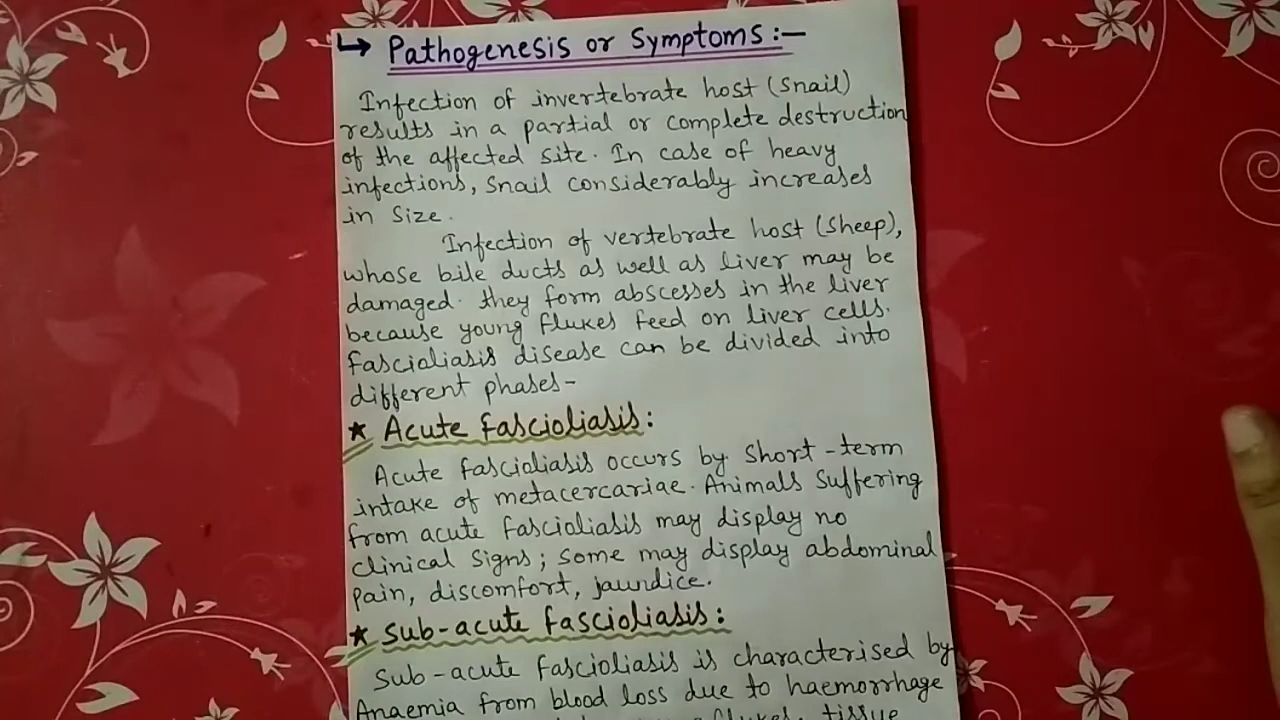 ↳ Pathogenesis or Symptoms :-
Infection of invertebrate host (Snail)
results in a partial or complete destruction
of the affected site. In case of heavy
infections, Snail considerably increases
in Size.
Infection of vertebrate host (Sheep),
whose bile ducts as well as liver may be
damaged. they form abscesses in the liver
because young flukes feed on liver cells.
fascioliasis disease can be divided into
different phases-
★ Acute fascioliasis:
Acute fascioliasis occurs by Short-term
intake of metacercariae. Animals Suffering
from acute fascioliasis may display no
clinical Signs; Some may display abdominal
pain, discomfort, jaundice.
★ Sub-acute fascioliasis:
Sub-acute fascioliasis is characterised by
Anaemia from blood loss due to haemorrhage
flukes, tissue